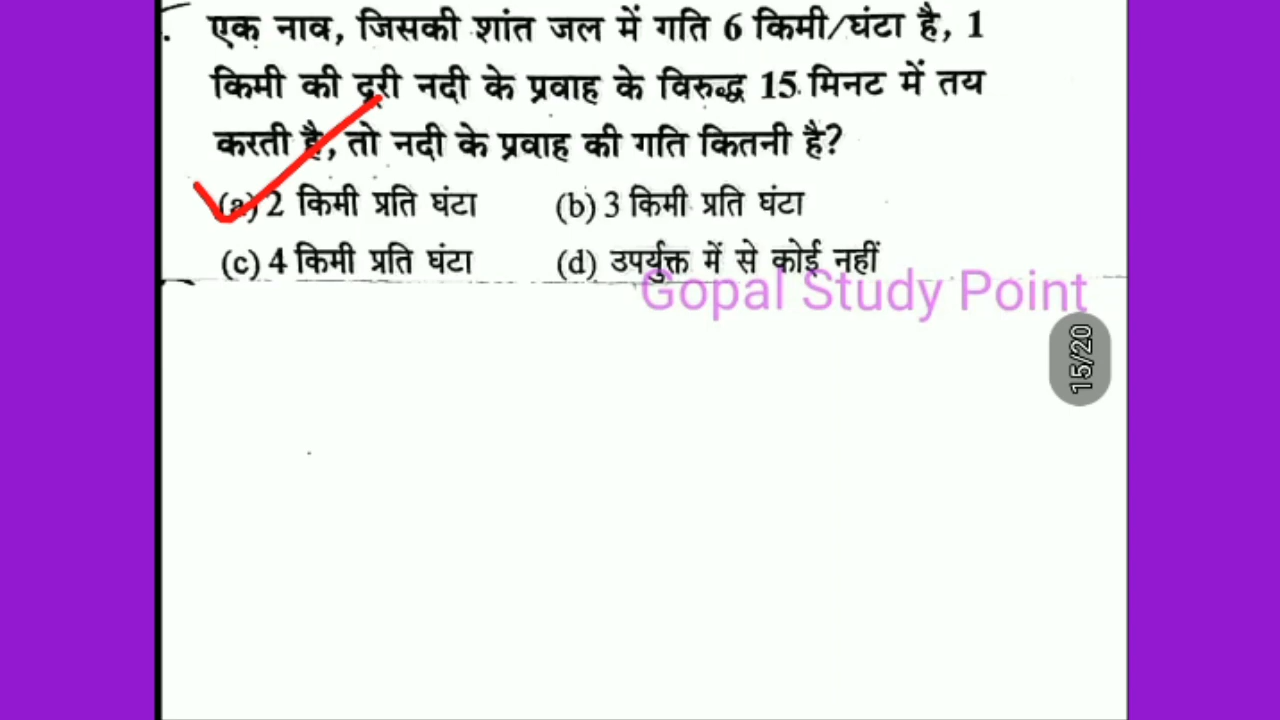 . एक नाव, जिसकी शांत जल में गति 6 किमी/घंटा है, 1
किमी की दूरी नदी के प्रवाह के विरुद्ध 15 मिनट में तय
करती है, तो नदी के प्रवाह की गति कितनी है?
(a) 2 किमी प्रति घंटा (b) 3 किमी प्रति घंटा
(c) 4 किमी प्रति घंटा (d) उपर्युक्त में से कोई नहीं
Gopal Study Point
15/20